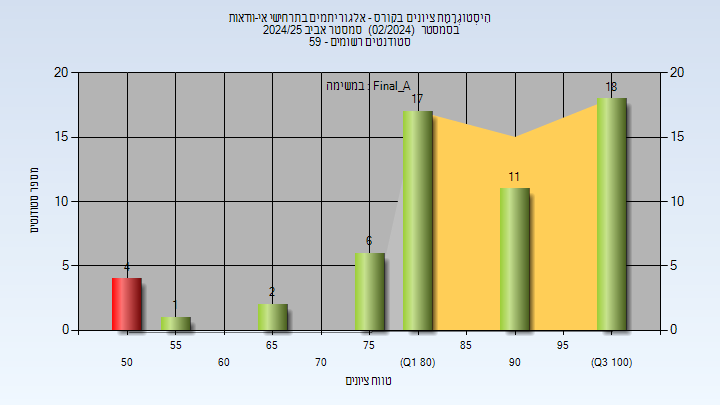 הִיסְטוֹגְרָמַת ציונים בקורס - אלגוריתמים בתרחישי אי-וודאות
בסמסטר (02/2024) סמסטר אביב 2024/25
סטודנטים רשומים - 59
במשימה : Final_A
מספר סטודנטים
20
15
10
5
0
20
15
10
5
0
4
1
2
6
17
11
18
55 65 75 85 95
50 60 70 (Q1 80) 90 (Q3 100)
טווח ציונים